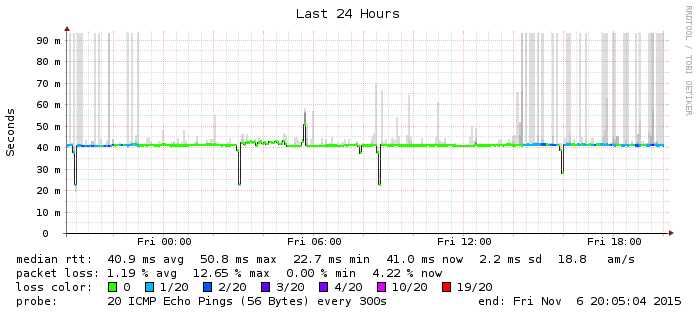 Last 24 Hours
RRDTOOL / TOBI OETIKER
Seconds
90 m
80 m
70 m
60 m
50 m
40 m
30 m
20 m
10 m
0
Fri 00:00 Fri 06:00 Fri 12:00 Fri 18:00
median rtt: 40.9 ms avg 50.8 ms max 22.7 ms min 41.0 ms now 2.2 ms sd 18.8 am/s
packet loss: 1.19 % avg 12.65 % max 0.00 % min 4.22 % now
loss color: 0 1/20 2/20 3/20 4/20 10/20 19/20
probe: 20 ICMP Echo Pings (56 Bytes) every 300s end: Fri Nov 6 20:05:04 2015